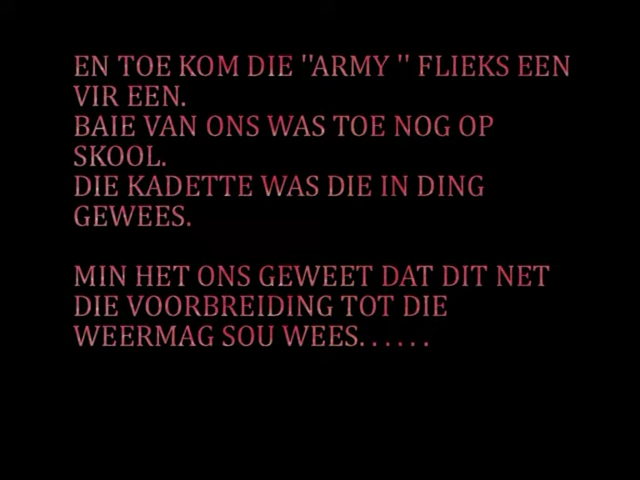 EN TOE KOM DIE "ARMY " FLIEKS EEN
VIR EEN.
BAIE VAN ONS WAS TOE NOG OP
SKOOL.
DIE KADETTE WAS DIE IN DING
GEWEES.
MIN HET ONS GEWEET DAT DIT NET
DIE VOORBREIDING TOT DIE
WEERMAG SOU WEES......